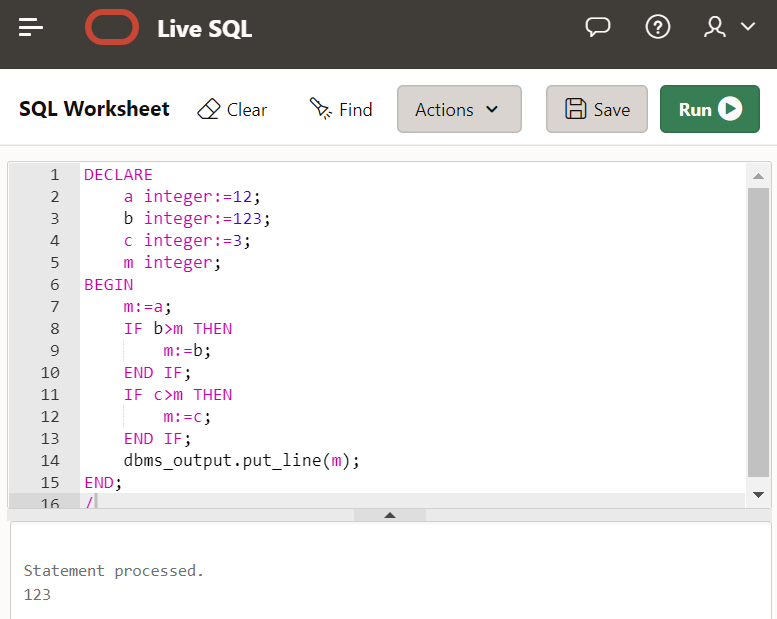 Live SQL
SQL Worksheet Clear Find Actions Save Run
1 DECLARE
2     a integer:=12;
3     b integer:=123;
4     c integer:=3;
5     m integer;
6 BEGIN
7     m:=a;
8     IF b>m THEN
9         m:=b;
10     END IF;
11     IF c>m THEN
12         m:=c;
13     END IF;
14     dbms_output.put_line(m);
15 END;
16 /
Statement processed.
123